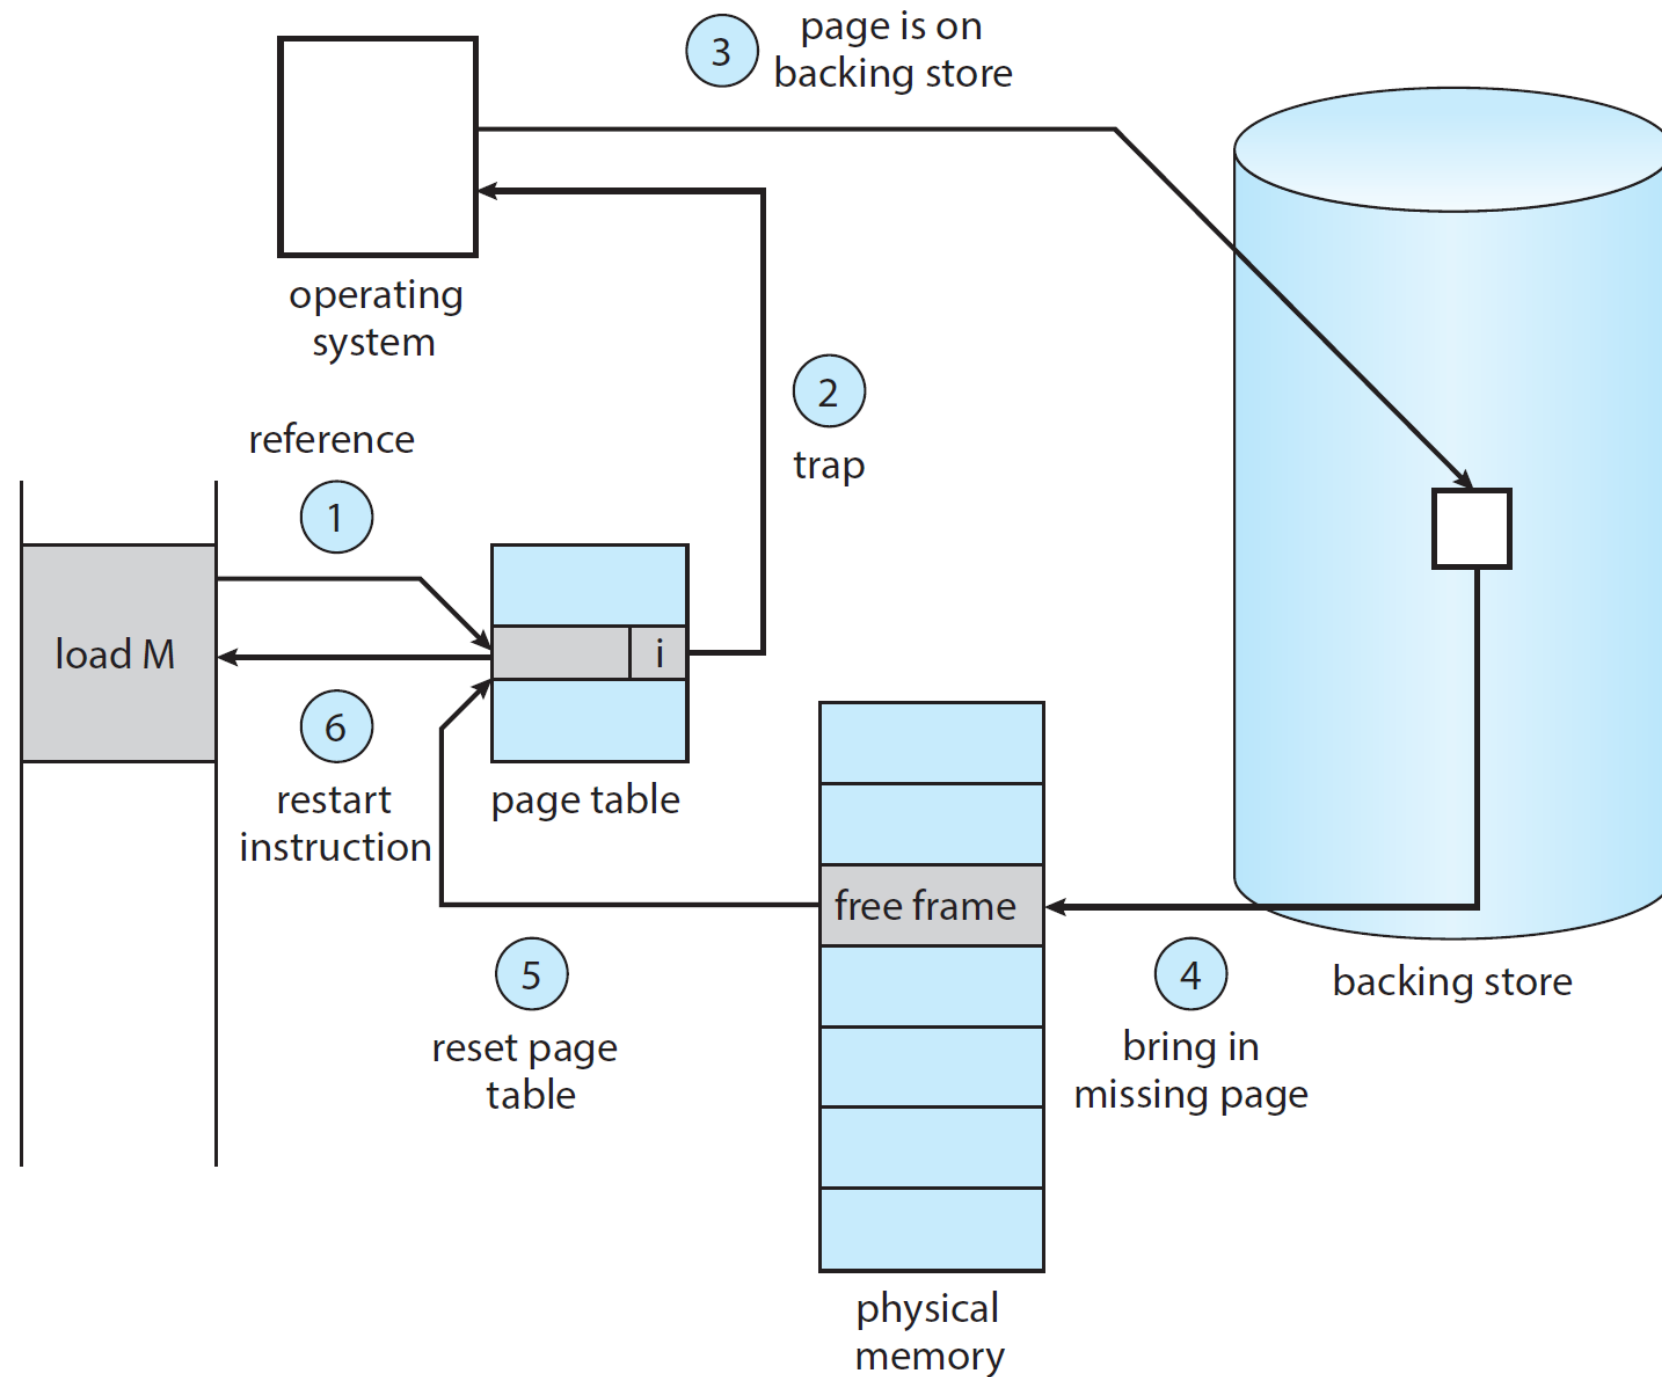 3
page is on
backing store
operating
system
2
trap
reference
1
load M
i
6
restart
instruction
page table
free frame
5
reset page
table
4
bring in
missing page
backing store
physical
memory